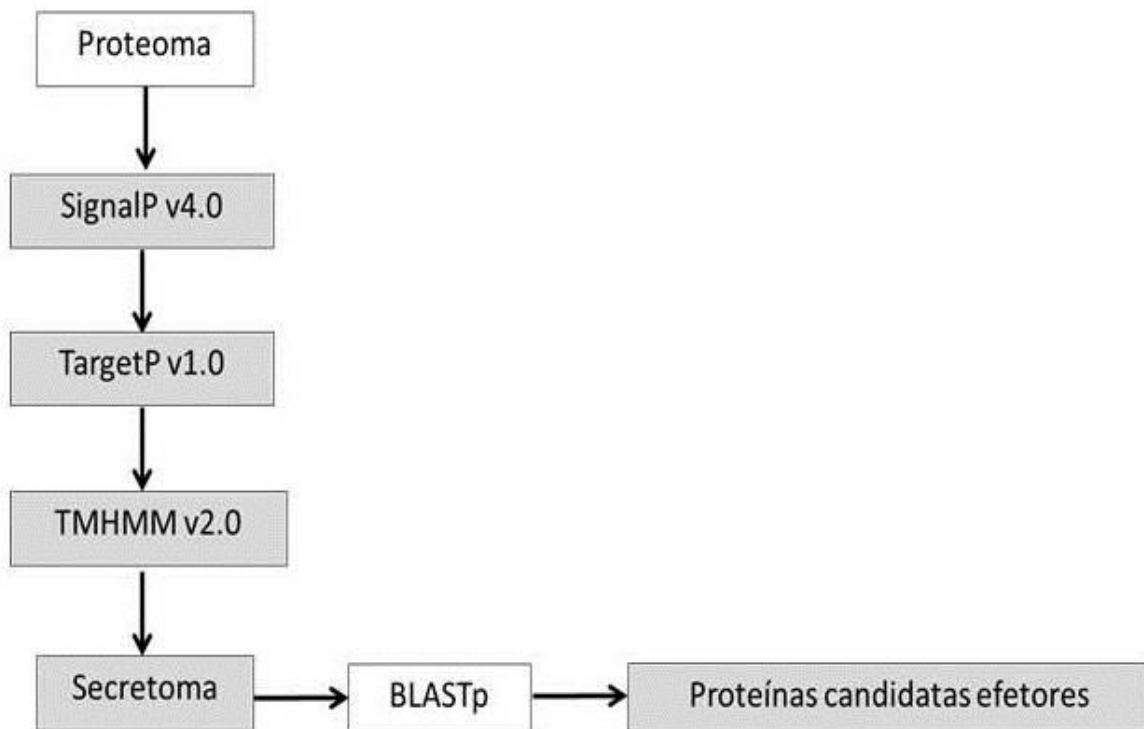 Proteoma
SignalP v4.0
TargetP v1.0
TMHMM v2.0
Secretoma
BLASTp
Proteínas candidatas efetores